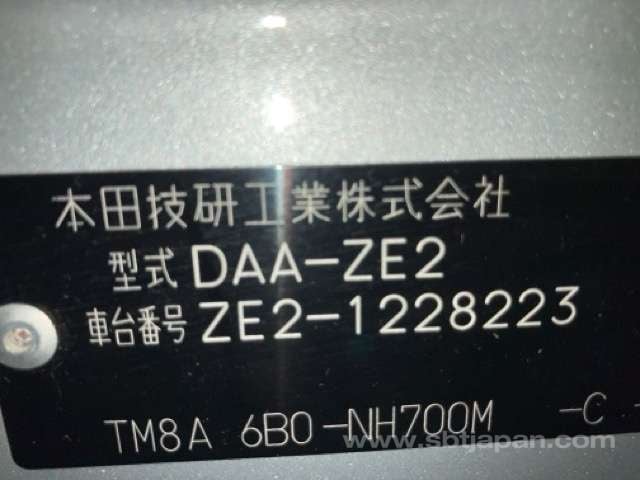 本田技研工業株式会社
型式 DAA-ZE2
車台番号 ZE2-1228223
TM8A 6B0-NH700M -C -
www.sbtjapan.com